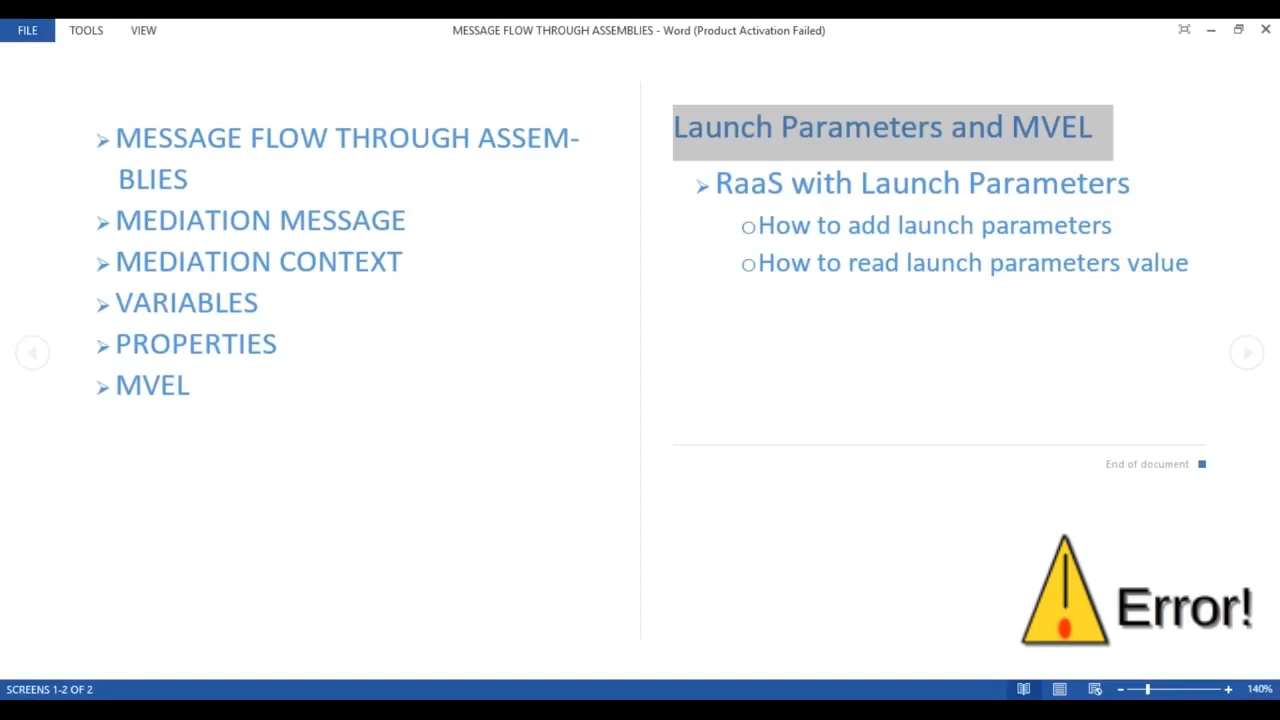 FILE TOOLS VIEW MESSAGE FLOW THROUGH ASSEMBLIES - Word (Product Activation Failed)
➢ MESSAGE FLOW THROUGH ASSEM-
BLIES
➢ MEDIATION MESSAGE
➢ MEDIATION CONTEXT
➢ VARIABLES
➢ PROPERTIES
➢ MVEL
Launch Parameters and MVEL
➢ RaaS with Launch Parameters
○How to add launch parameters
○How to read launch parameters value
End of document
Error!
SCREENS 1-2 OF 2 140%